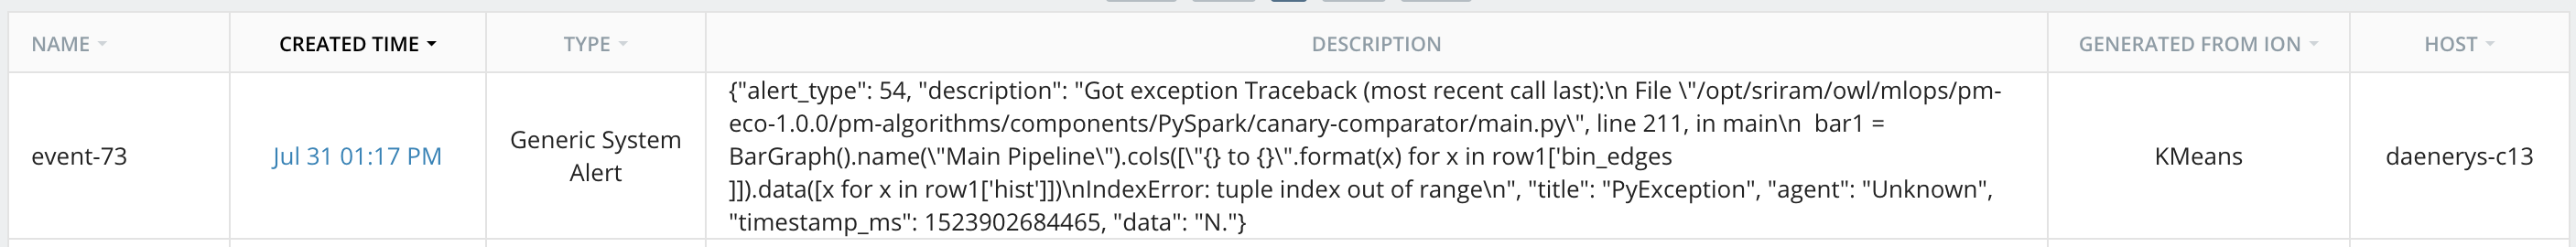 NAME CREATED TIME TYPE DESCRIPTION GENERATED FROM ION HOST
event-73
Jul 31 01:17 PM
Generic System
Alert
{"alert_type": 54, "description": "Got exception Traceback (most recent call last):\n File \"/opt/sriram/owl/mlops/pm-
eco-1.0.0/pm-algorithms/components/PySpark/canary-comparator/main.py\", line 211, in main\n  bar1 =
BarGraph().name(\"Main Pipeline\").cols([\"{} to {}\".format(x) for x in row1['bin_edges
]]).data([x for x in row1['hist']])\nIndexError: tuple index out of range\n", "title": "PyException", "agent": "Unknown",
"timestamp_ms": 1523902684465, "data": "N."}
KMeans
daenerys-c13